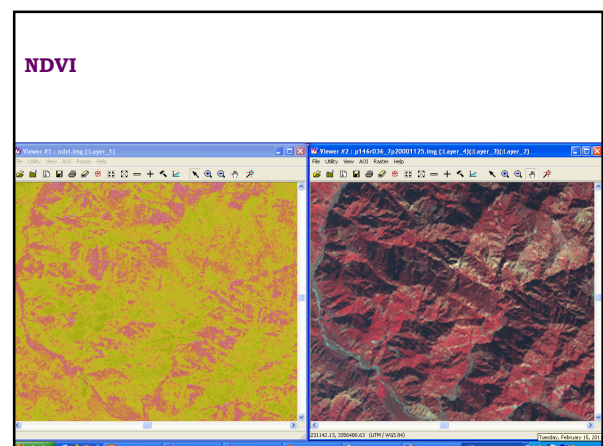 NDVI
Viewer #1 : ndvi.img (:Layer_1)
File Utility View AOI Raster Help
Viewer #2 : p146r036_7p20001125.img (:Layer_4)(:Layer_3)(:Layer_2)
File Utility View AOI Raster Help
231142.13, 3356480.63 (UTM / WGS 84)
Tuesday, February 15, 201